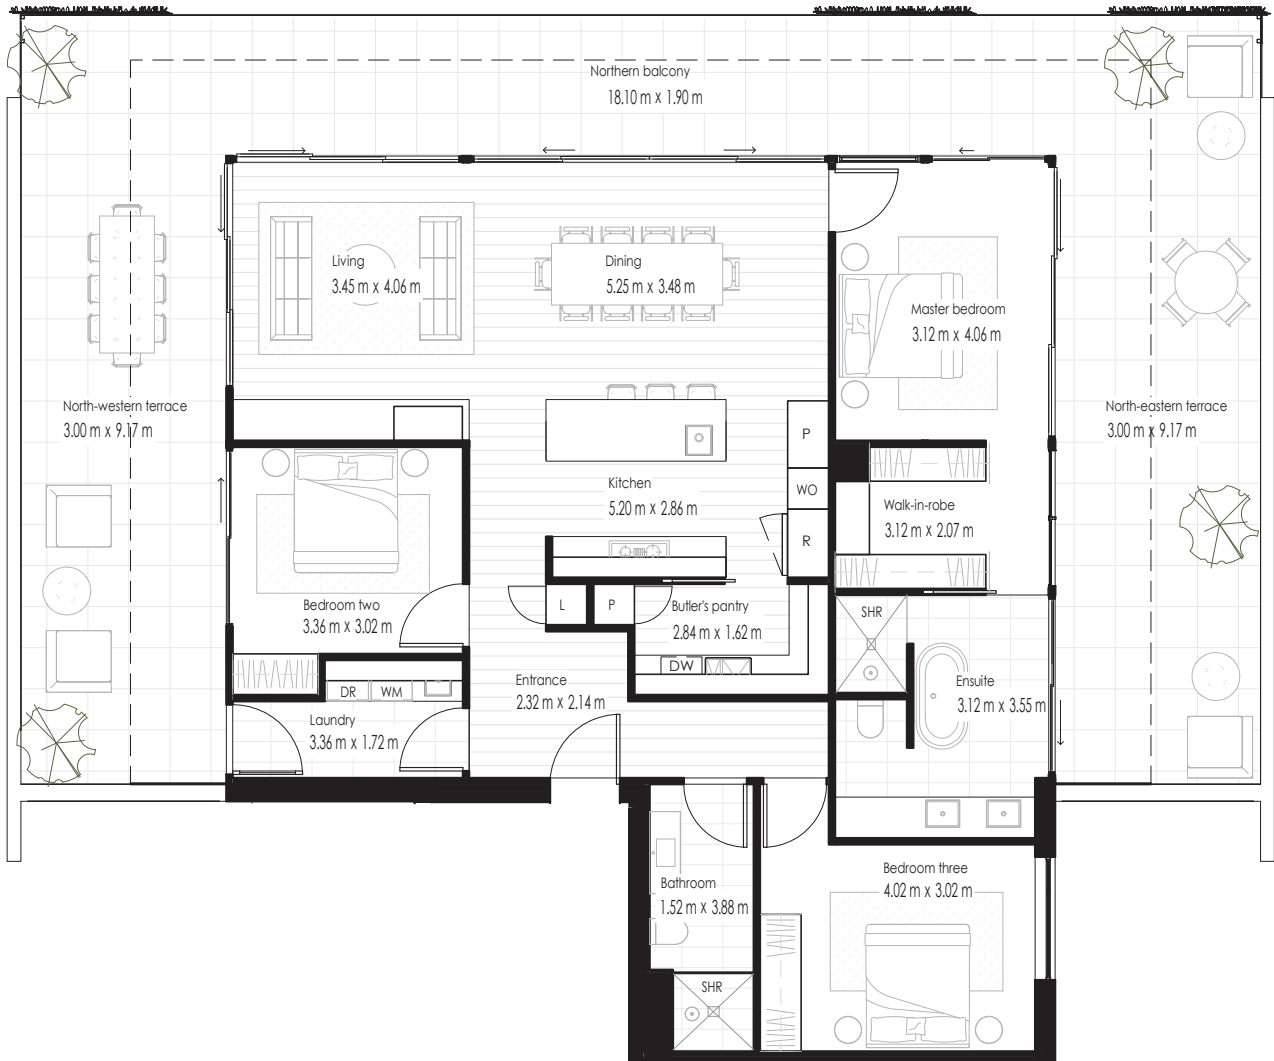 Northern balcony
18.10 m x 1.90 m
Living
3.45 m x 4.06 m
Dining
5.25 m x 3.48 m
Master bedroom
3.12 m x 4.06 m
North-western terrace
3.00 m x 9.17 m
North-eastern terrace
3.00 m x 9.17 m
P
Kitchen
5.20 m x 2.86 m
WO
R
Walk-in-robe
3.12 m x 2.07 m
Bedroom two
3.36 m x 3.02 m
L
P
Butler's pantry
2.84 m x 1.62 m
DW
SHR
Entrance
2.32 m x 2.14 m
Ensuite
3.12 m x 3.55 m
DR
WM
Laundry
3.36 m x 1.72 m
Bathroom
1.52 m x 3.88 m
Bedroom three
4.02 m x 3.02 m
SHR